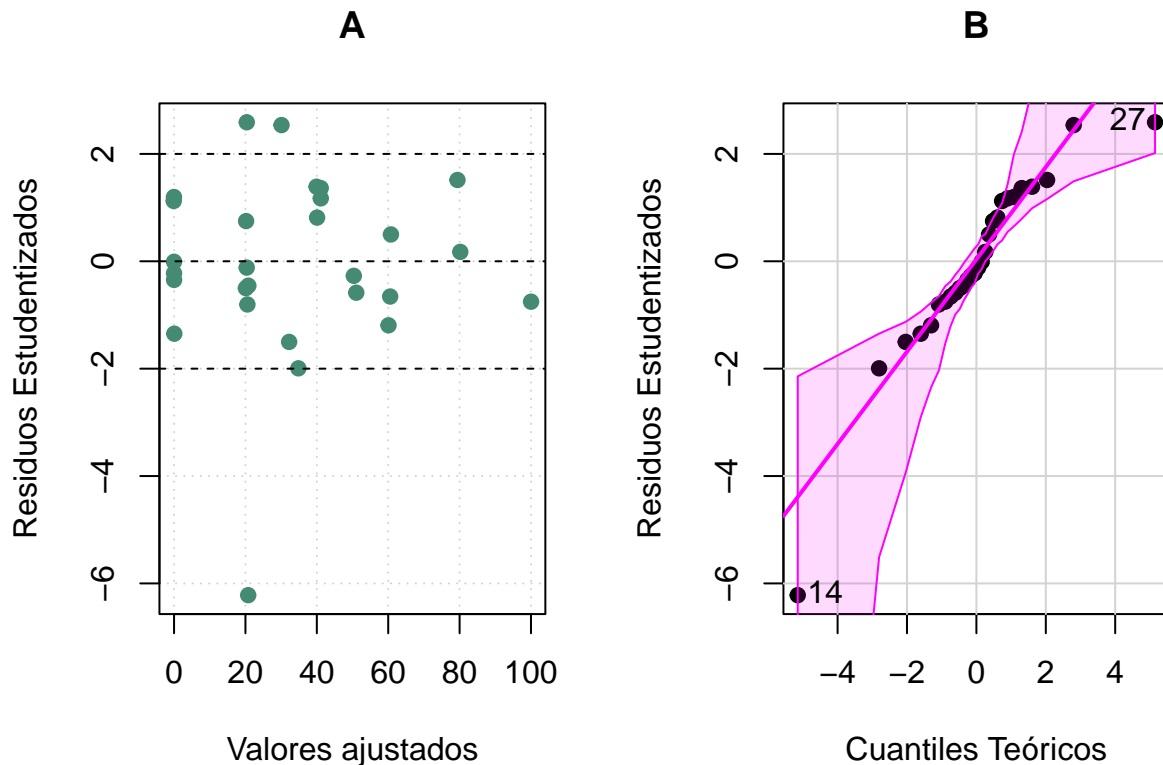 A
Residuos Estudentizados
2
0
−2
−4
−6
0 20 40 60 80 100
Valores ajustados
B
Residuos Estudentizados
2
0
−2
−4
−6
27
14
−4 −2 0 2 4
Cuantiles Teóricos